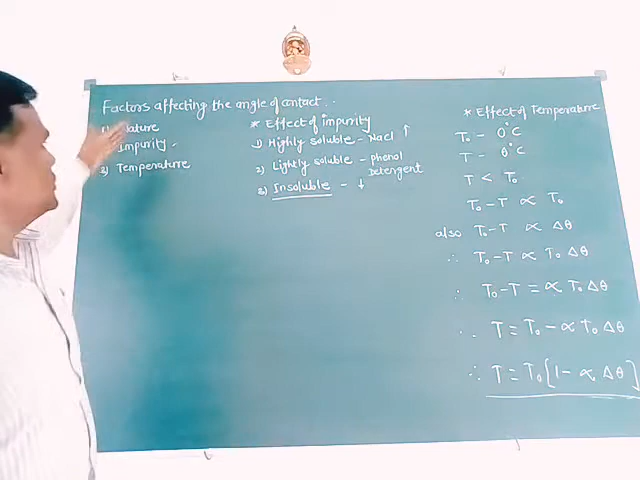 Factors affecting the angle of contact..
1) Nature
Impurity -
3) Temperature
* Effect of impurity
1) Highly soluble - Nacl ↑
2) Lightly soluble - phenol
Detergent
3) Insoluble - ↓
* Effect of Temperature
T₀ - 0°C
T - θ°C
T < T₀
T₀ - T ∝ T₀
also T₀ - T ∝ Δθ
∴ T₀ - T ∝ T₀ Δθ
∴ T₀ - T = ∝ T₀ Δθ
∴ T = T₀ - ∝ T₀ Δθ
∴ T = T₀ [1 - ∝ Δθ]